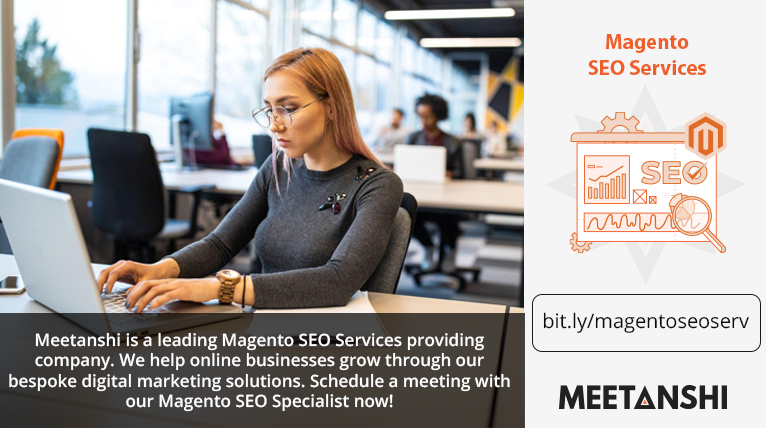 Magento
SEO Services
SEO
bit.ly/magentoseoserv
MEETANSHI
Meetanshi is a leading Magento SEO Services providing
company. We help online businesses grow through our
bespoke digital marketing solutions. Schedule a meeting with
our Magento SEO Specialist now!